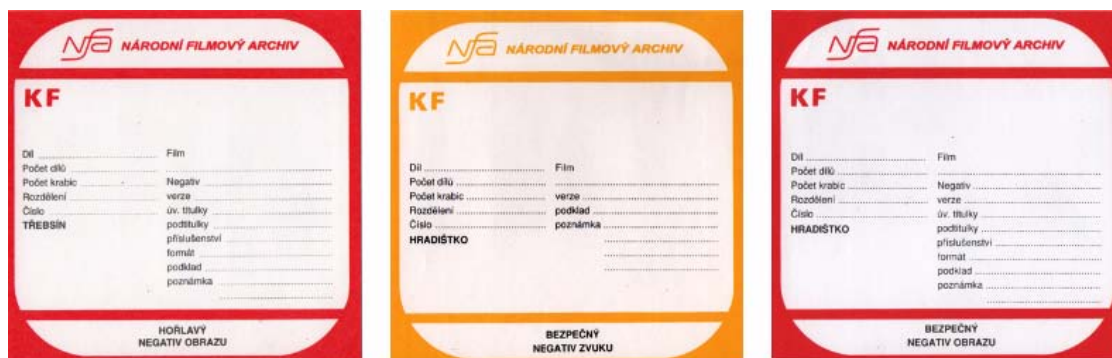 nfa NÁRODNÍ FILMOVÝ ARCHIV
KF
Díl Film
Počet dílů
Počet krabic Negativ
Rozdělení verze
Číslo úv. titulky
TŘEBSÍN podtitulky
příslušenství
formát
podklad
poznámka
HOŘLAVÝ
NEGATIV OBRAZU
nfa NÁRODNÍ FILMOVÝ ARCHIV
KF
Díl Film
Počet dílů
Počet krabic verze
Rozdělení podklad
Číslo poznámka
HRADIŠTKO
BEZPEČNÝ
NEGATIV ZVUKU
nfa NÁRODNÍ FILMOVÝ ARCHIV
KF
Díl Film
Počet dílů
Počet krabic Negativ
Rozdělení verze
Číslo úv. titulky
HRADIŠTKO podtitulky
příslušenství
formát
podklad
poznámka
BEZPEČNÝ
NEGATIV OBRAZU